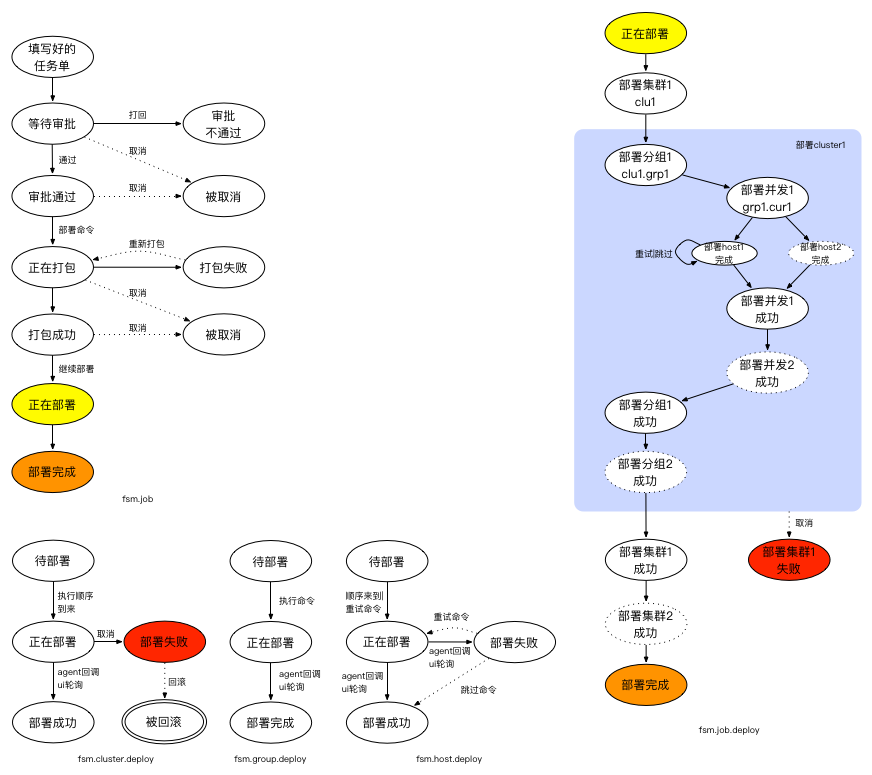 填写好的
任务单
等待审批
打回
审批
不通过
取消
通过
审批通过
取消
被取消
部署命令
重新打包
正在打包
打包失败
取消
打包成功
取消
被取消
继续部署
正在部署
部署完成
fsm.job
正在部署
部署集群1
clu1
部署cluster1
部署分组1
clu1.grp1
部署并发1
grp1.cur1
重试|跳过
部署host1
完成
部署host2
完成
部署并发1
成功
部署并发2
成功
部署分组1
成功
部署分组2
成功
取消
部署集群1
成功
部署集群1
失败
部署集群2
成功
部署完成
fsm.job.deploy
待部署
执行顺序
到来
正在部署
取消
部署失败
agent回调
ui轮询
回滚
部署成功
被回滚
fsm.cluster.deploy
待部署
执行命令
正在部署
agent回调
ui轮询
部署完成
fsm.group.deploy
待部署
顺序来到|
重试命令
重试命令
正在部署
部署失败
agent回调
ui轮询
agent回调
ui轮询
跳过命令
部署成功
fsm.host.deploy